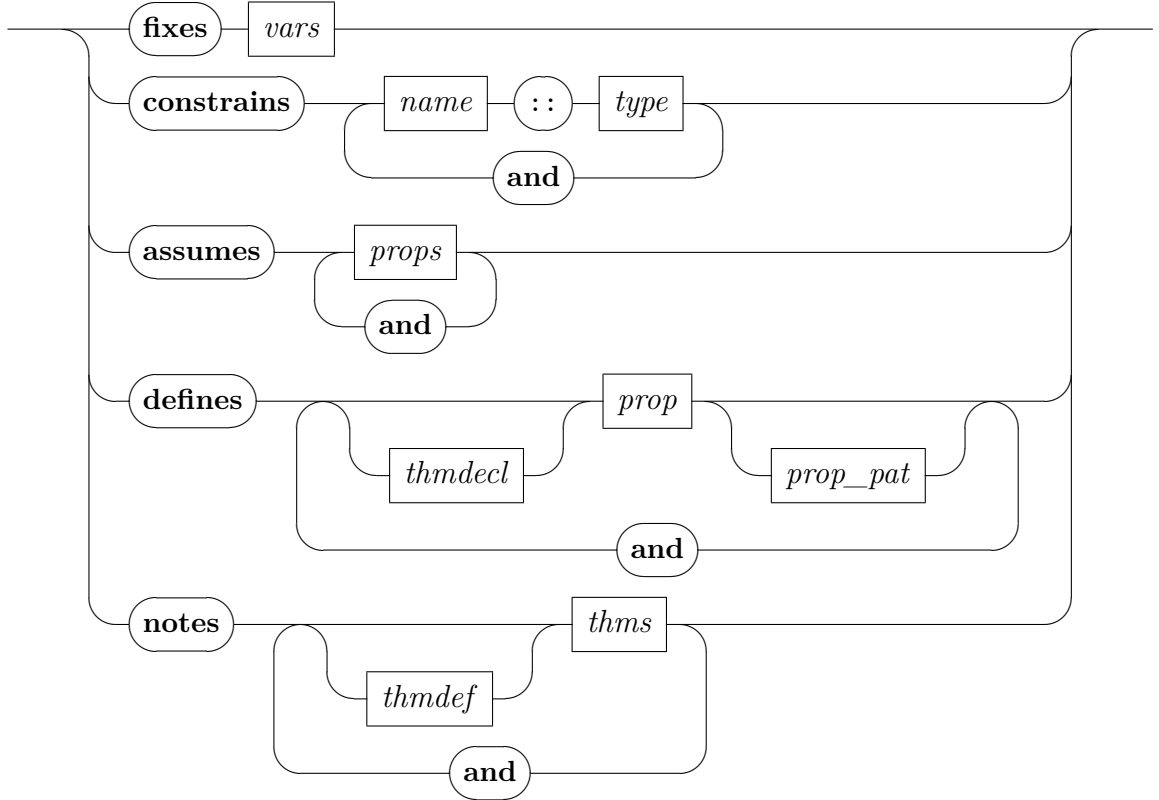 fixes vars
constrains name :: type
and
assumes props
and
defines prop
thmdecl prop_pat
and
notes thms
thmdef
and